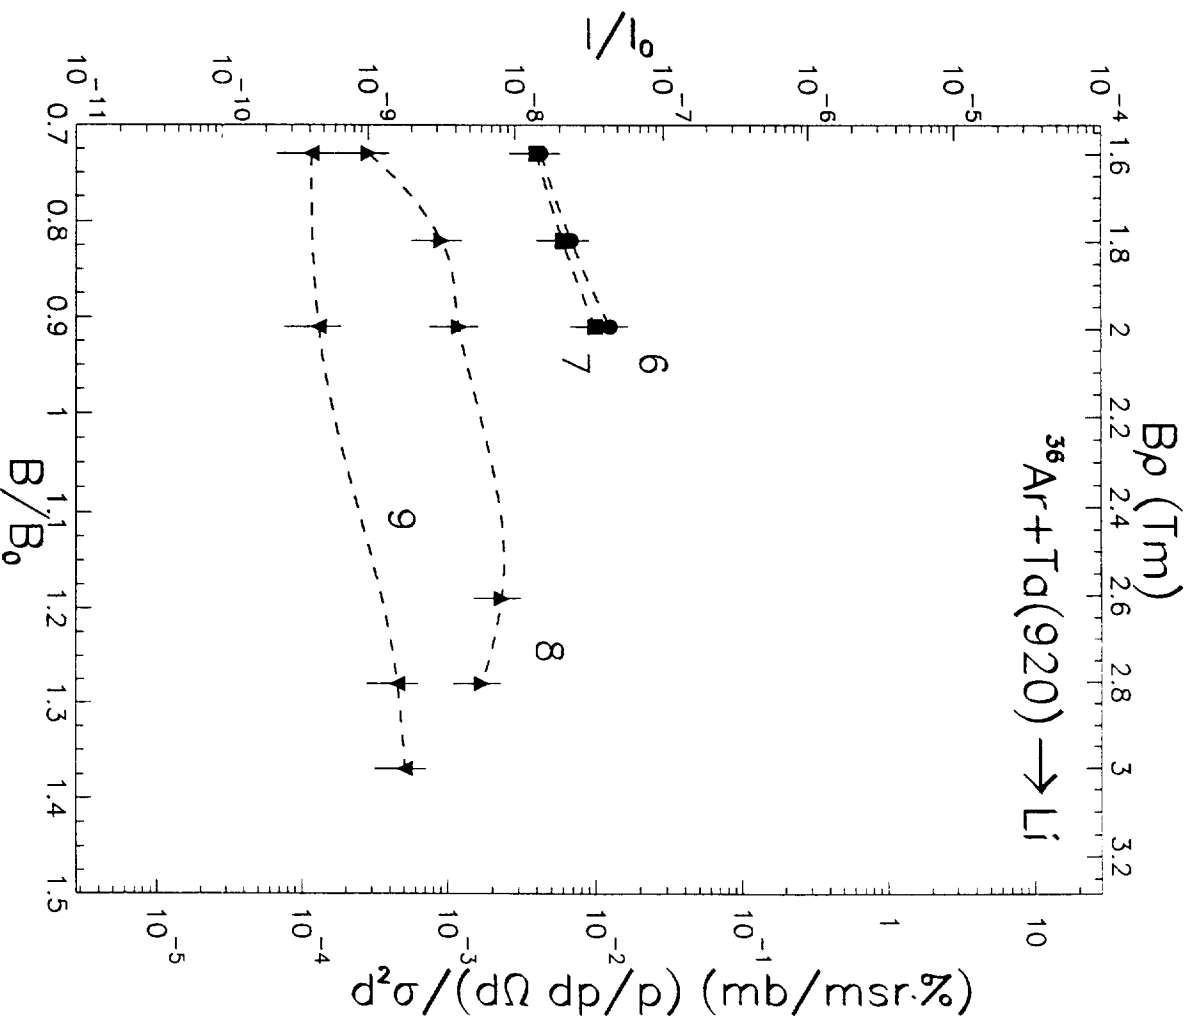 Bρ (Tm)
1.6 1.8 2 2.2 2.4 2.6 2.8 3 3.2
³⁶Ar+Ta(920) → Li
I/I₀
10⁻⁴
10⁻⁵
10⁻⁶
10⁻⁷
10⁻⁸
10⁻⁹
10⁻¹⁰
10⁻¹¹
6
7
8
9
10
1
10⁻¹
10⁻²
10⁻³
10⁻⁴
10⁻⁵
d²σ/(dΩ dp/p) (mb/msr·%)
0.7 0.8 0.9 1 1.1 1.2 1.3 1.4 1.5
B/B₀